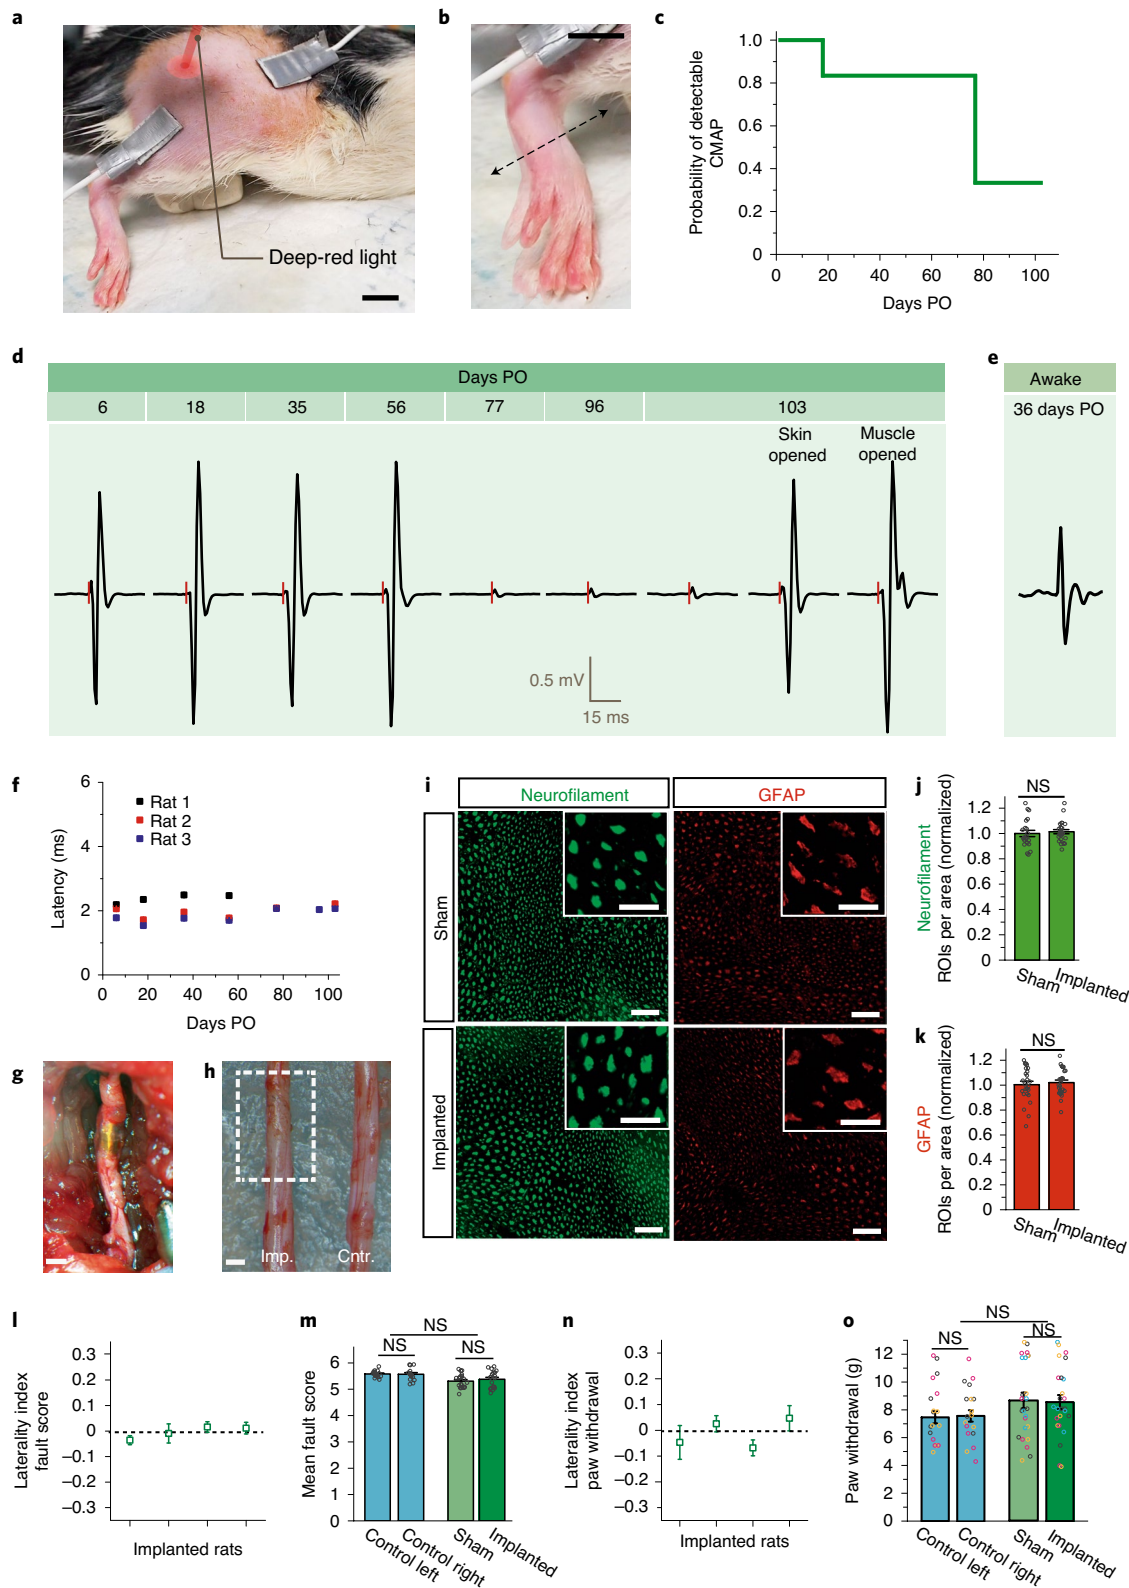 a
Deep-red light
b
c
Probability of detectable
CMAP
1.0
0.8
0.6
0.4
0.2
0
0 20 40 60 80 100
Days PO
d
Days PO
6 18 35 56 77 96 103
Skin
opened
Muscle
opened
0.5 mV
15 ms
e
Awake
36 days PO
f
Latency (ms)
6
4
2
0
Rat 1
Rat 2
Rat 3
0 20 40 60 80 100
Days PO
g
h
Imp. Cntr.
i
Neurofilament GFAP
Sham
Implanted
j
Neurofilament
ROIs per area (normalized)
NS
1.2
1.0
0.8
0.6
0.4
0.2
0
Sham Implanted
k
GFAP
ROIs per area (normalized)
NS
1.2
1.0
0.8
0.6
0.4
0.2
0
Sham Implanted
l
Laterality index
fault score
0.3
0.2
0.1
0
–0.1
–0.2
–0.3
Implanted rats
m
Mean fault score
NS
NS NS
6
5
4
3
2
1
0
Control left Control right Sham Implanted
n
Laterality index
paw withdrawal
0.3
0.2
0.1
0
–0.1
–0.2
–0.3
Implanted rats
o
Paw withdrawal (g)
NS
NS NS
12
10
8
6
4
2
0
Control left Control right Sham Implanted